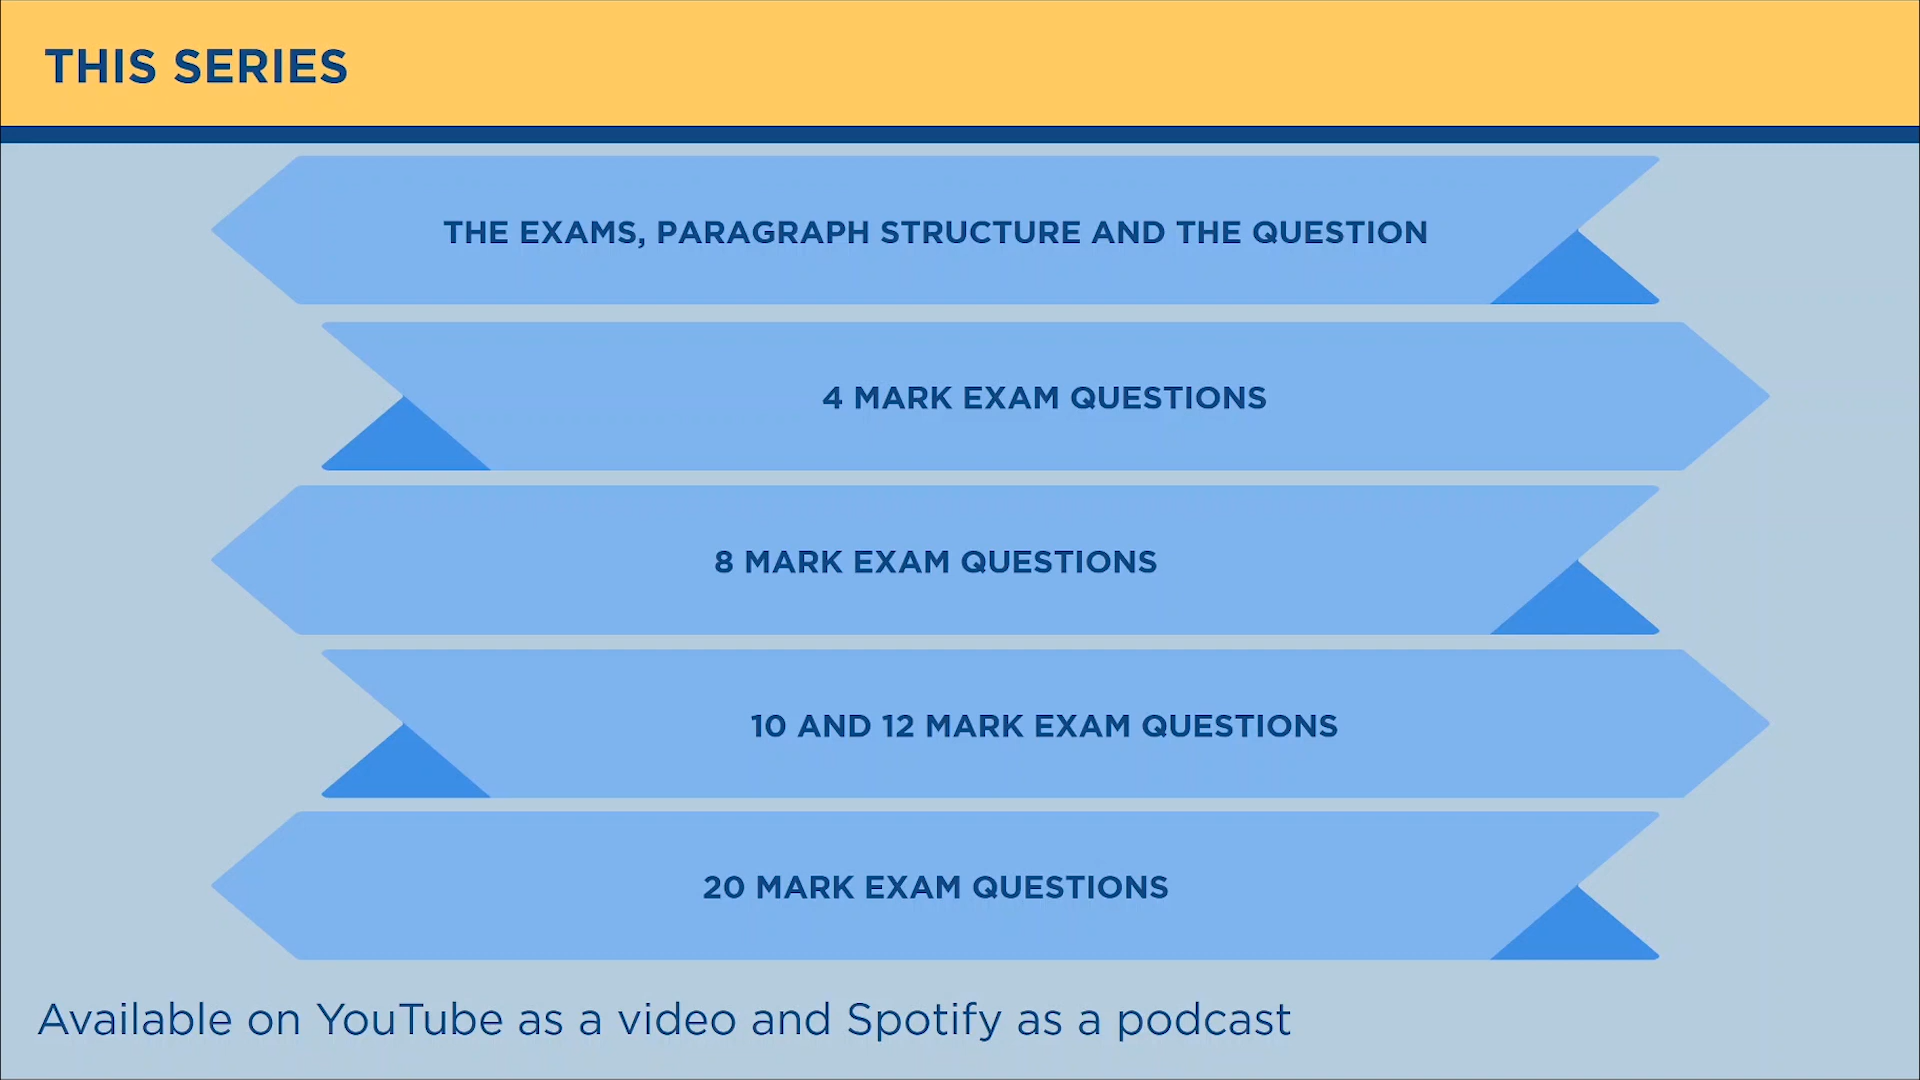 THIS SERIES
THE EXAMS, PARAGRAPH STRUCTURE AND THE QUESTION
4 MARK EXAM QUESTIONS
8 MARK EXAM QUESTIONS
10 AND 12 MARK EXAM QUESTIONS
20 MARK EXAM QUESTIONS
Available on YouTube as a video and Spotify as a podcast